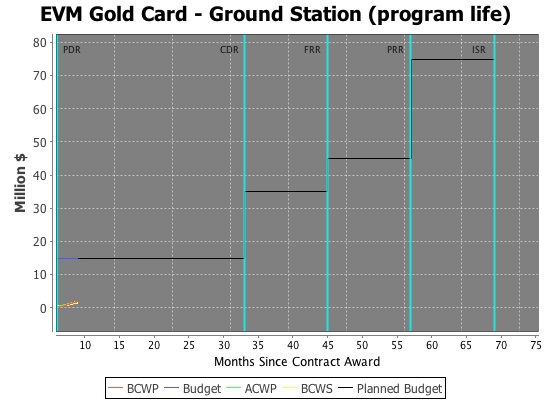 EVM Gold Card - Ground Station (program life)
PDR CDR FRR PRR ISR
80
70
60
50
40
30
20
10
0
Million $
10 15 20 25 30 35 40 45 50 55 60 65 70 75
Months Since Contract Award
BCWP Budget ACWP BCWS Planned Budget